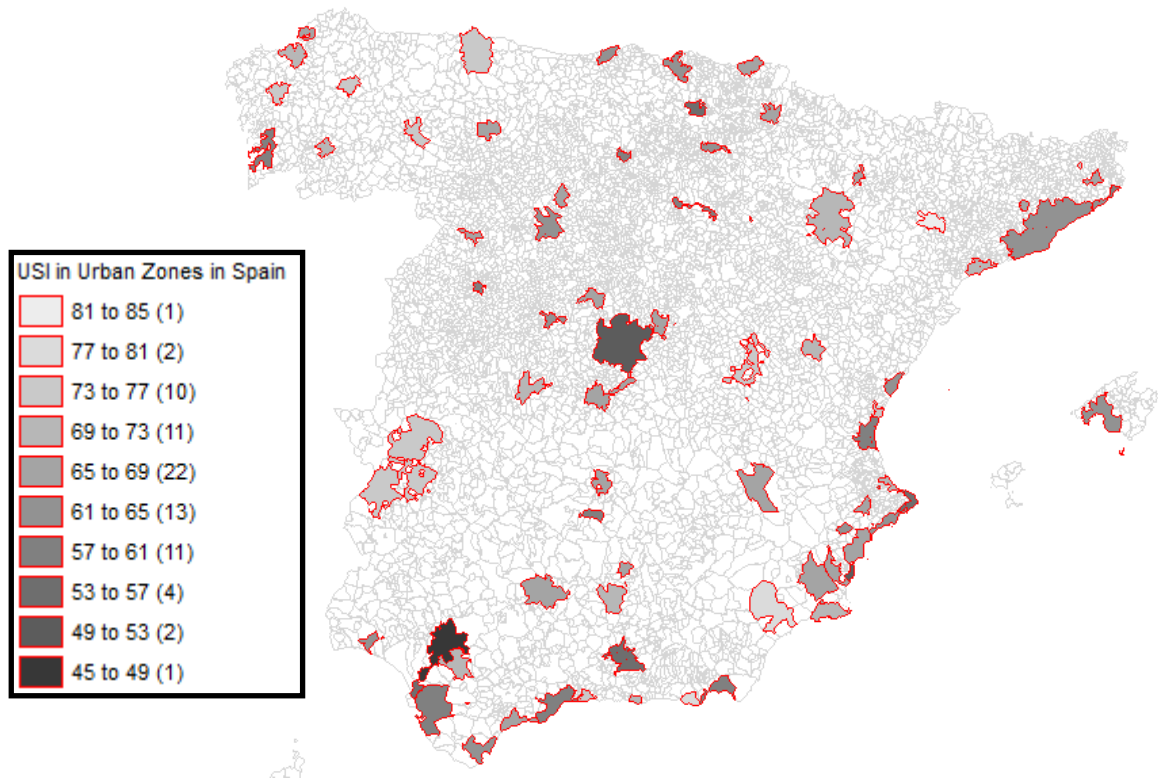 USI in Urban Zones in Spain
81 to 85 (1)
77 to 81 (2)
73 to 77 (10)
69 to 73 (11)
65 to 69 (22)
61 to 65 (13)
57 to 61 (11)
53 to 57 (4)
49 to 53 (2)
45 to 49 (1)